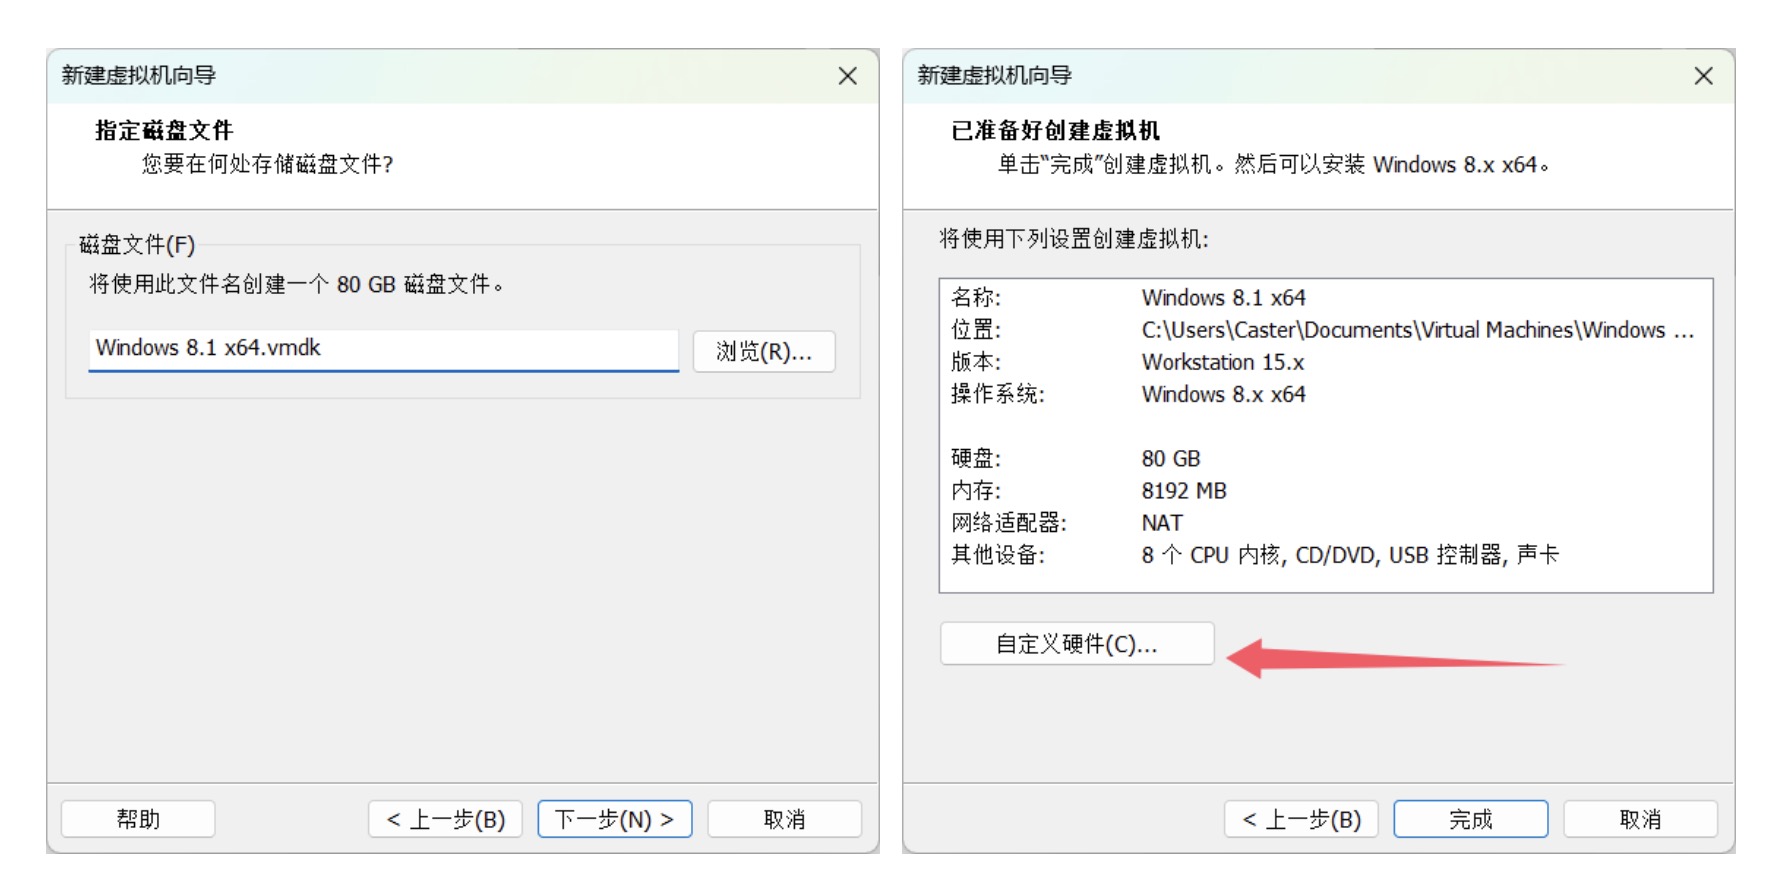 新建虚拟机向导
指定磁盘文件
您要在何处存储磁盘文件?
磁盘文件(F)
将使用此文件名创建一个 80 GB 磁盘文件。
Windows 8.1 x64.vmdk
浏览(R)...
帮助
< 上一步(B)
下一步(N) >
取消
新建虚拟机向导
已准备好创建虚拟机
单击“完成”创建虚拟机。然后可以安装 Windows 8.x x64。
将使用下列设置创建虚拟机:
名称: Windows 8.1 x64
位置: C:\Users\Caster\Documents\Virtual Machines\Windows ...
版本: Workstation 15.x
操作系统: Windows 8.x x64
硬盘: 80 GB
内存: 8192 MB
网络适配器: NAT
其他设备: 8 个 CPU 内核, CD/DVD, USB 控制器, 声卡
自定义硬件(C)...
< 上一步(B)
完成
取消